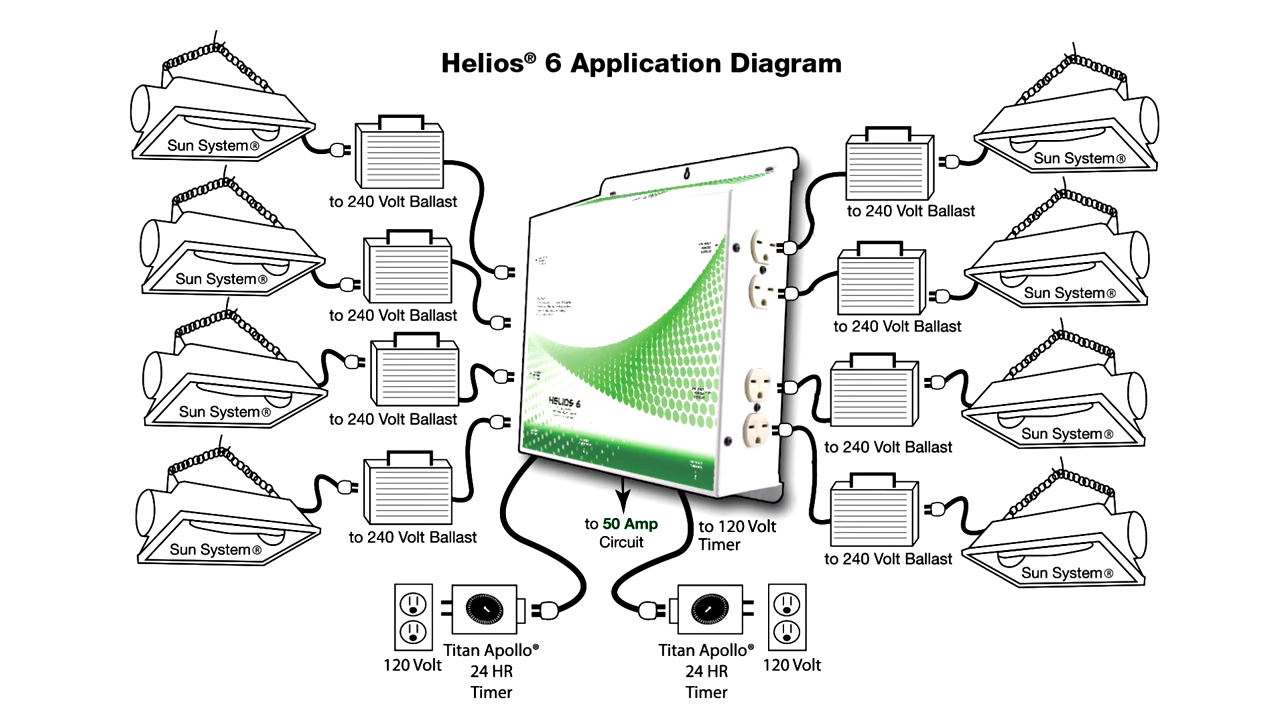 Helios® 6 Application Diagram
Sun System®
to 240 Volt Ballast
Sun System®
to 240 Volt Ballast
Sun System®
to 240 Volt Ballast
Sun System®
to 240 Volt Ballast
Sun System®
to 240 Volt Ballast
Sun System®
to 240 Volt Ballast
Sun System®
to 240 Volt Ballast
Sun System®
to 240 Volt Ballast
HELIOS 6
to 50 Amp
Circuit
to 120 Volt
Timer
120 Volt
Titan Apollo®
24 HR
Timer
Titan Apollo®
24 HR
Timer
120 Volt